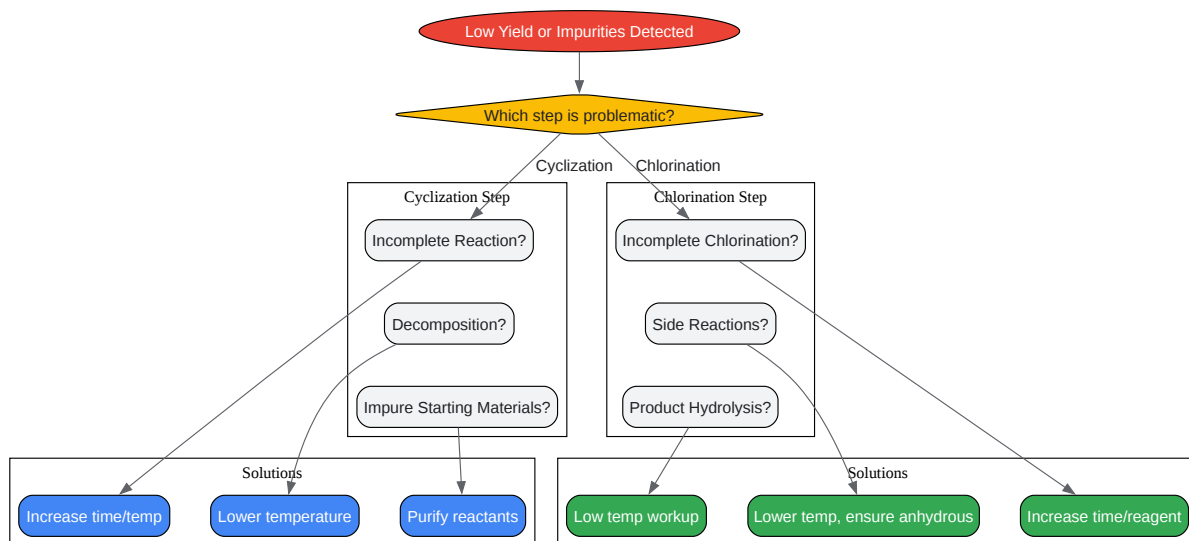 Low Yield or Impurities Detected
Which step is problematic?
Cyclization
Chlorination
Cyclization Step
Chlorination Step
Incomplete Reaction?
Incomplete Chlorination?
Decomposition?
Side Reactions?
Impure Starting Materials?
Product Hydrolysis?
Solutions
Solutions
Increase time/temp
Lower temperature
Purify reactants
Low temp workup
Lower temp, ensure anhydrous
Increase time/reagent